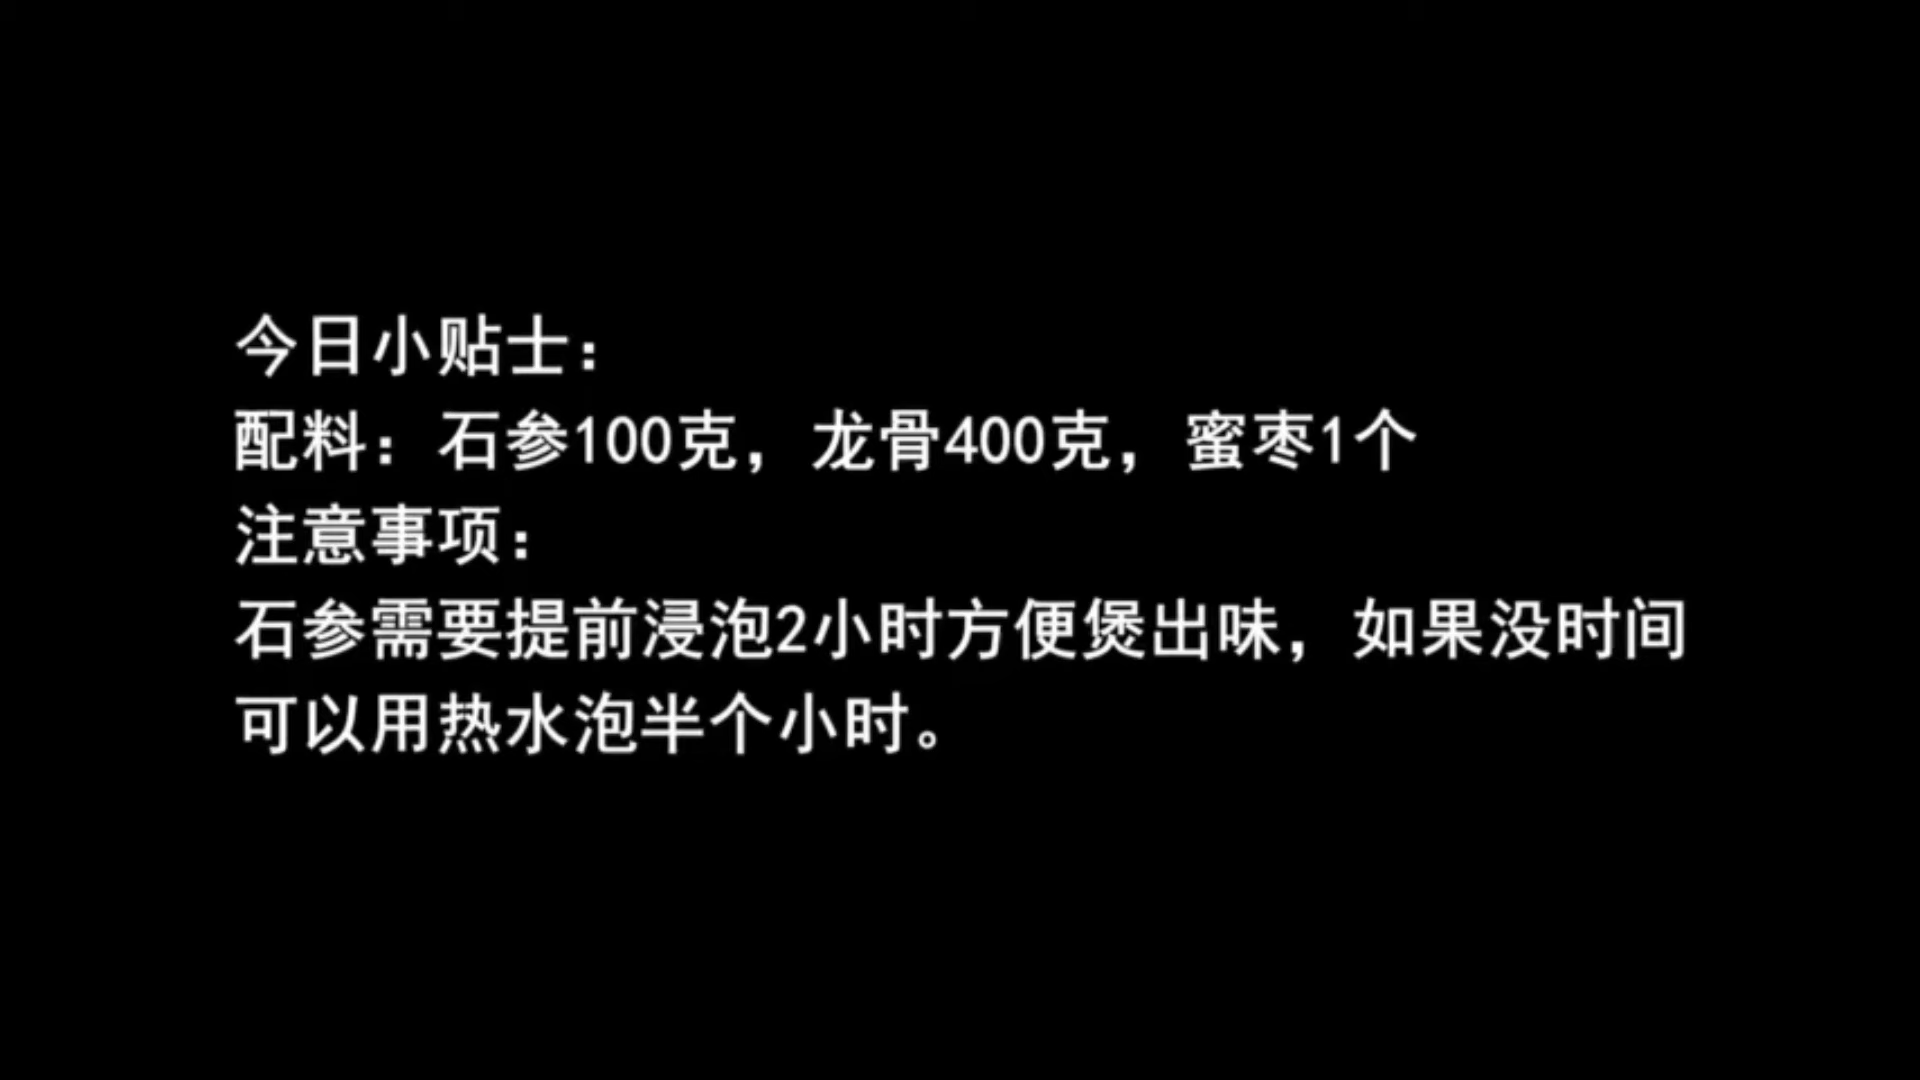 今日小贴士：
配料：石参100克，龙骨400克，蜜枣1个
注意事项：
石参需要提前浸泡2小时方便煲出味，如果没时间
可以用热水泡半个小时。